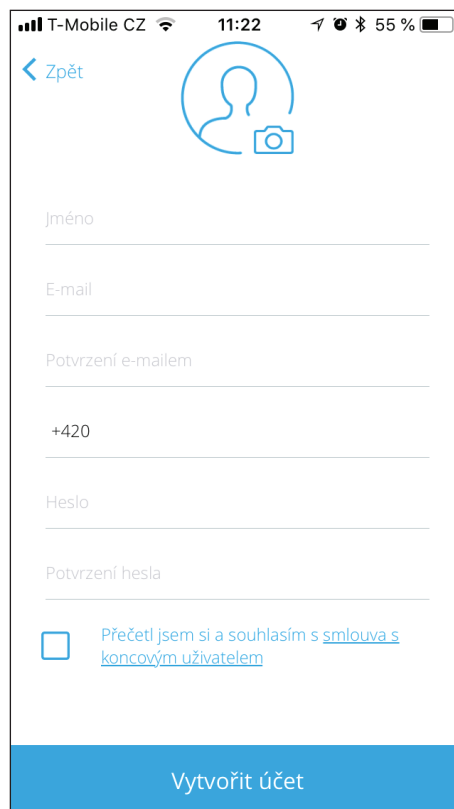 T-Mobile CZ 11:22 55 %
Zpět
Jméno
E-mail
Potvrzení e-mailem
+420
Heslo
Potvrzení hesla
Přečetl jsem si a souhlasím s smlouva s
koncovým uživatelem
Vytvořit účet